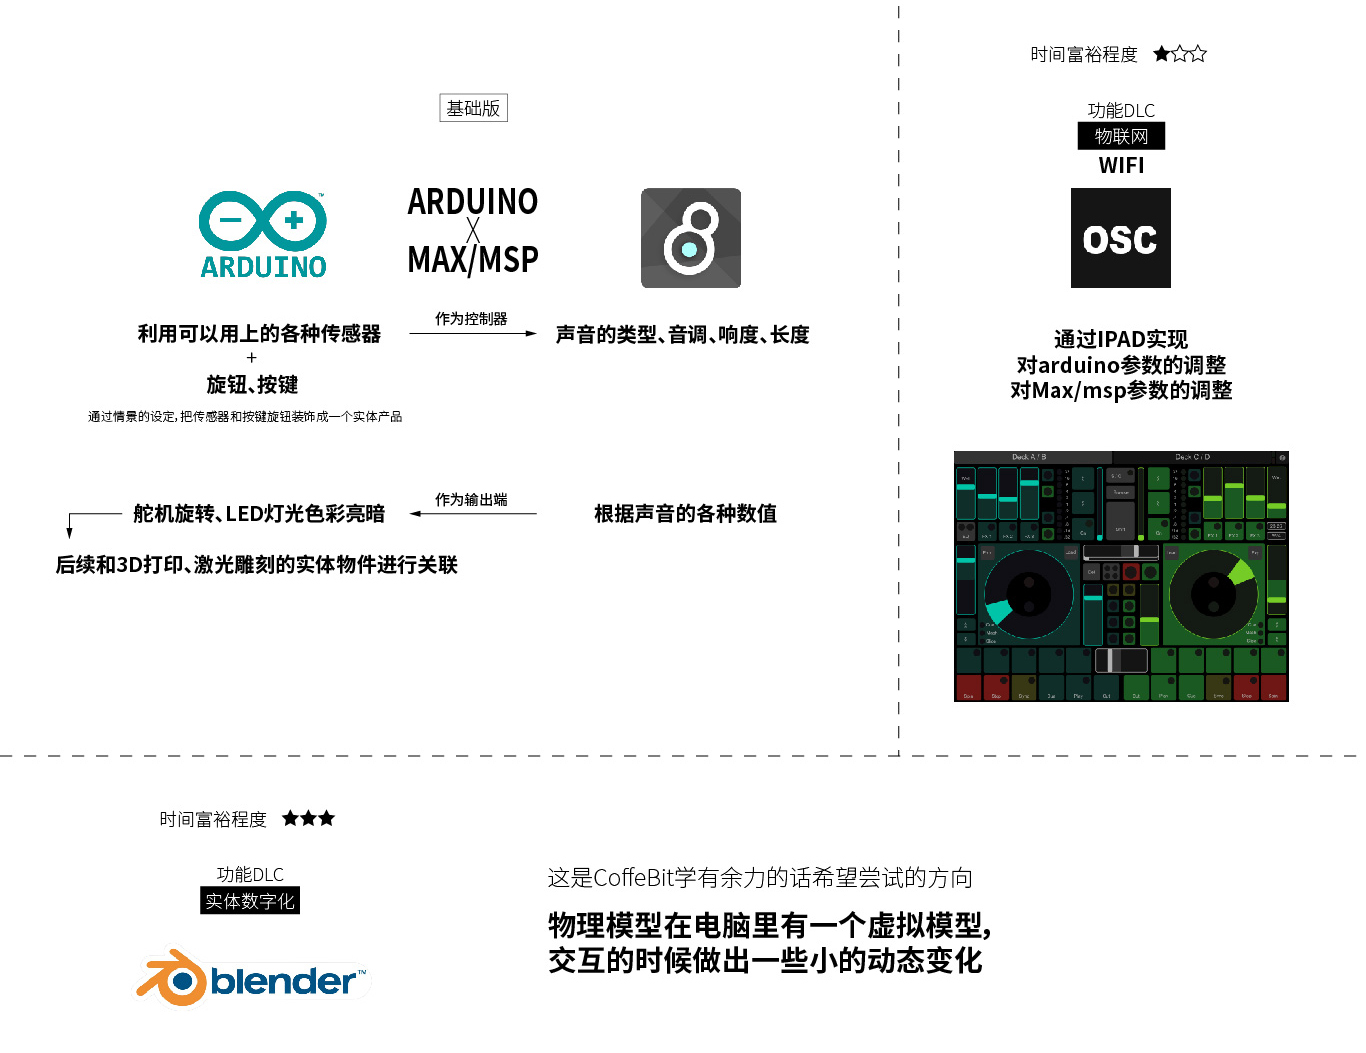 基础版
ARDUINO
ARDUINO
X
MAX/MSP
利用可以用上的各种传感器
+
旋钮、按键
通过情景的设定,把传感器和按键旋钮装饰成一个实体产品
作为控制器
声音的类型、音调、响度、长度
舵机旋转、LED灯光色彩亮暗
作为输出端
根据声音的各种数值
后续和3D打印、激光雕刻的实体物件进行关联
时间富裕程度 ★☆☆
功能DLC
物联网
WIFI
OSC
通过IPAD实现
对arduino参数的调整
对Max/msp参数的调整
Deck A / B
Deck C / D
时间富裕程度 ★★★
功能DLC
实体数字化
blender™
这是CoffeBit学有余力的话希望尝试的方向
物理模型在电脑里有一个虚拟模型,
交互的时候做出一些小的动态变化